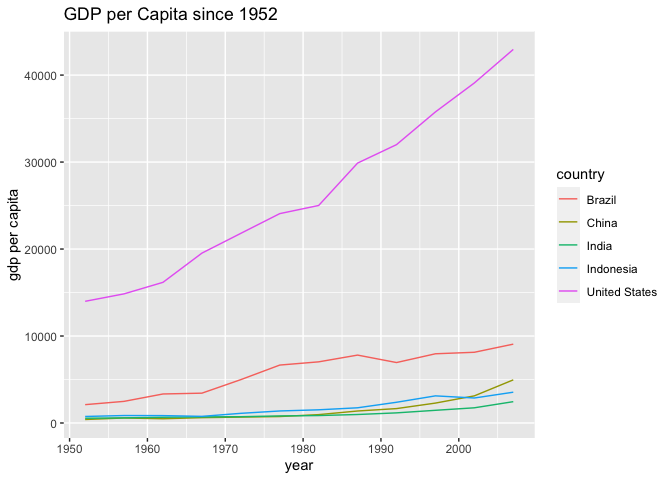 GDP per Capita since 1952
40000
30000
20000
10000
0
gdp per capita
1950 1960 1970 1980 1990 2000
year
country
Brazil
China
India
Indonesia
United States